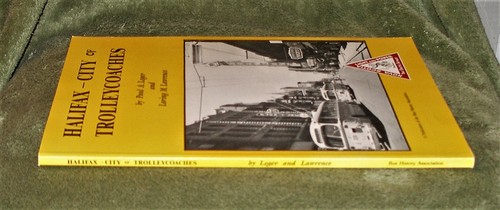 HALIFAX - CITY OF
TROLLEYCOACHES
by Paul A. Leger
and
Loring M. Lawrence
HALIFAX - CITY OF TROLLEYCOACHES by Leger and Lawrence Bus History Association